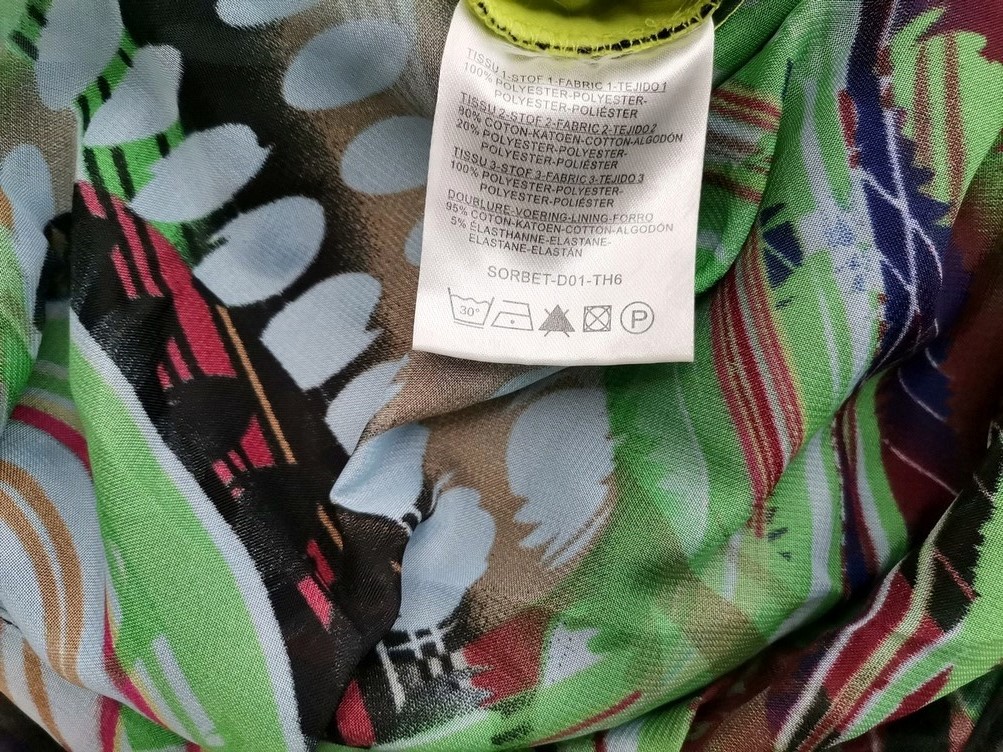 TISSU 1-STOF 1-FABRIC 1-TEJIDO 1
100% POLYESTER-POLYESTER-
POLYESTER-POLIÉSTER
TISSU 2-STOF 2-FABRIC 2-TEJIDO 2
80% COTON-KATOEN-COTTON-ALGODÓN
20% POLYESTER-POLYESTER-
POLYESTER-POLIÉSTER
TISSU 3-STOF 3-FABRIC 3-TEJIDO 3
100% POLYESTER-POLYESTER-
POLYESTER-POLIÉSTER
DOUBLURE-VOERING-LINING-FORRO
95% COTON-KATOEN-COTTON-ALGODÓN
5% ÉLASTHANNE-ELASTANE-
ELASTANE-ELASTÁN
SORBET-D01-TH6
30° P